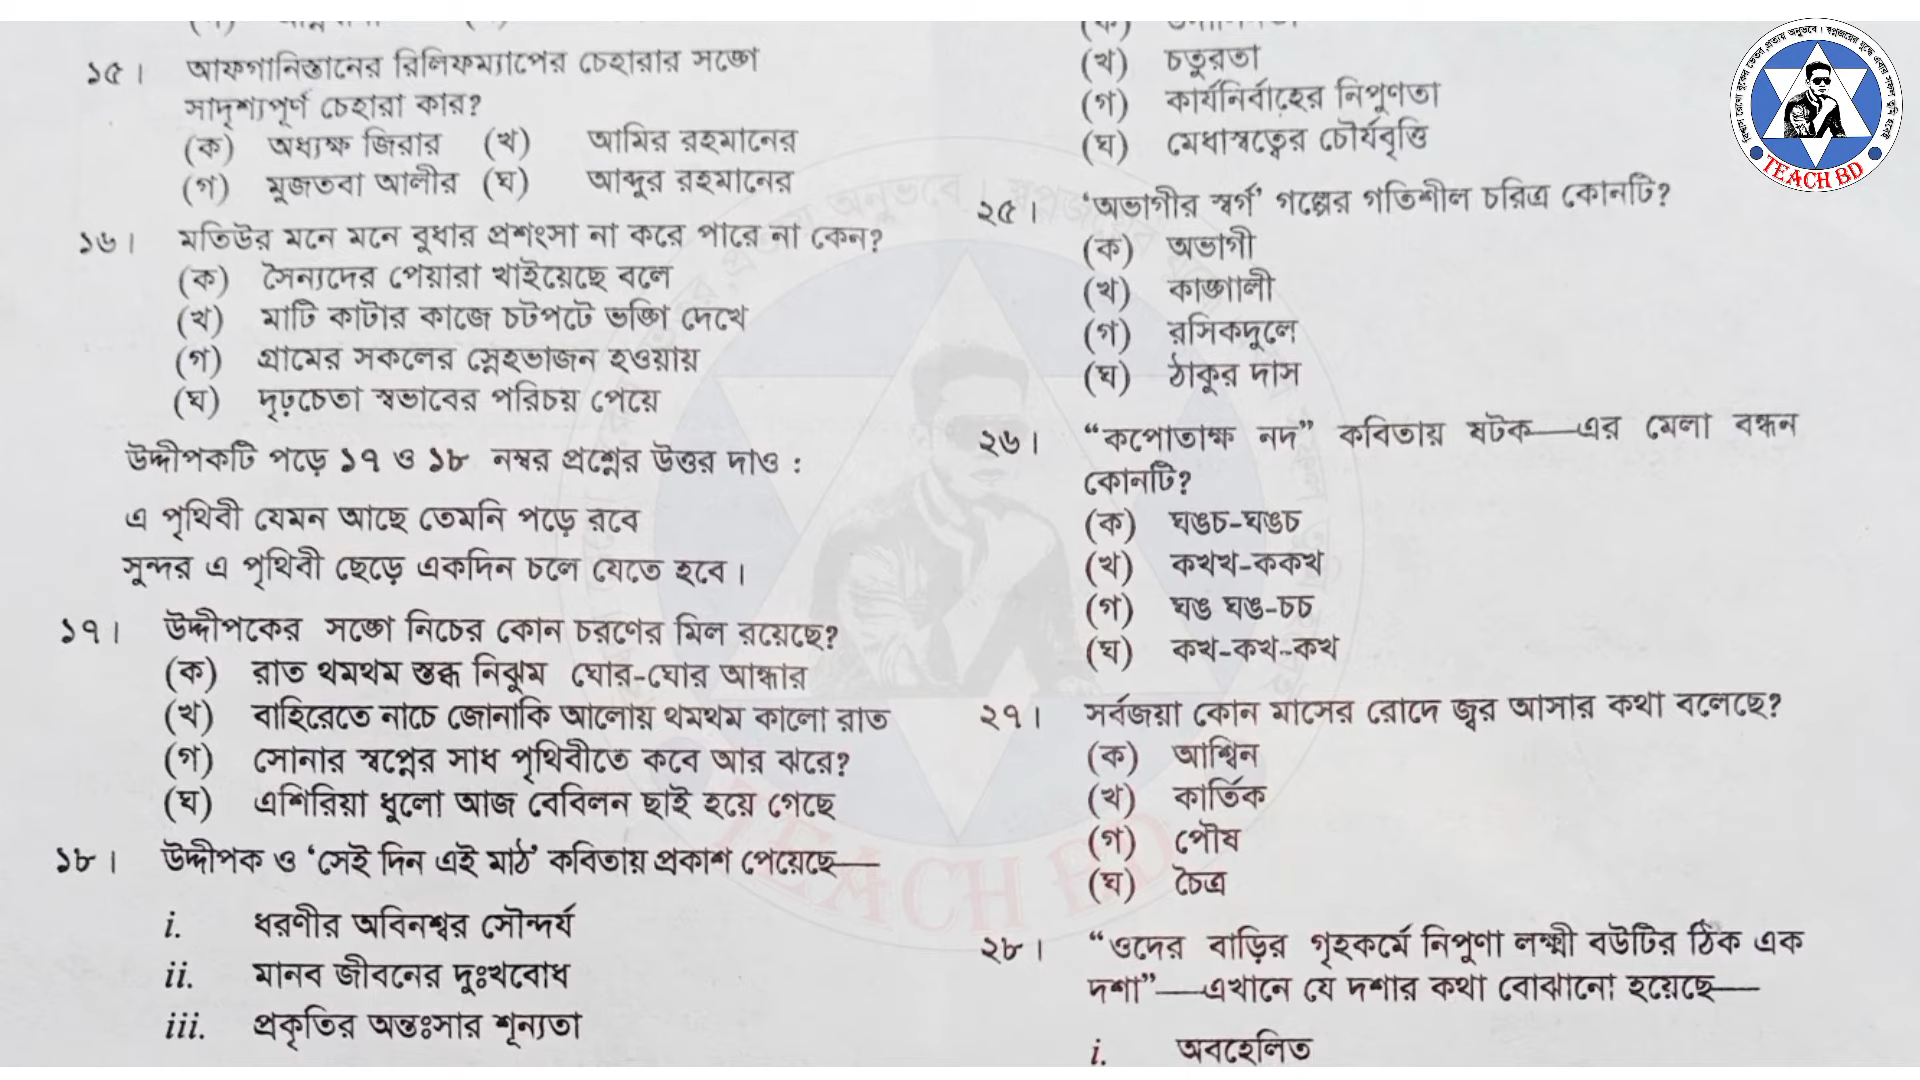 ১৫। আফগানিস্তানের রিলিফম্যাপের চেহারার সঙ্গে
সাদৃশ্যপূর্ণ চেহারা কার?
(ক) অধ্যক্ষ জিরার (খ) আমির রহমানের
(গ) মুজতবা আলীর (ঘ) আব্দুর রহমানের
১৬। মতিউর মনে মনে বুধার প্রশংসা না করে পারে না কেন?
(ক) সৈন্যদের পেয়ারা খাইয়েছে বলে
(খ) মাটি কাটার কাজে চটপটে ভঙ্গি দেখে
(গ) গ্রামের সকলের স্নেহভাজন হওয়ায়
(ঘ) দৃঢ়চেতা স্বভাবের পরিচয় পেয়ে
উদ্দীপকটি পড়ে ১৭ ও ১৮ নম্বর প্রশ্নের উত্তর দাও :
এ পৃথিবী যেমন আছে তেমনি পড়ে রবে
সুন্দর এ পৃথিবী ছেড়ে একদিন চলে যেতে হবে।
১৭। উদ্দীপকের সঙ্গে নিচের কোন চরণের মিল রয়েছে?
(ক) রাত থমথম স্তব্ধ নিঝুম ঘোর-ঘোর আন্ধার
(খ) বাহিরেতে নাচে জোনাকি আলোয় থমথম কালো রাত
(গ) সোনার স্বপ্নের সাধ পৃথিবীতে কবে আর ঝরে?
(ঘ) এশিরিয়া ধুলো আজ বেবিলন ছাই হয়ে গেছে
১৮। উদ্দীপক ও ‘সেই দিন এই মাঠ’ কবিতায় প্রকাশ পেয়েছে—
i. ধরণীর অবিনশ্বর সৌন্দর্য
ii. মানব জীবনের দুঃখবোধ
iii. প্রকৃতির অন্তঃসার শূন্যতা
(খ) চতুরতা
(গ) কার্যনির্বাহের নিপুণতা
(ঘ) মেধাস্বত্বের চৌর্যবৃত্তি
২৫। ‘অভাগীর স্বর্গ’ গল্পের গতিশীল চরিত্র কোনটি?
(ক) অভাগী
(খ) কাঙ্গালী
(গ) রসিকদুলে
(ঘ) ঠাকুর দাস
২৬। “কপোতাক্ষ নদ” কবিতায় ষটক—এর মেলা বন্ধন
কোনটি?
(ক) ঘঙচ-ঘঙচ
(খ) কখখ-ককখ
(গ) ঘঙ ঘঙ-চচ
(ঘ) কখ-কখ-কখ
২৭। সর্বজয়া কোন মাসের রোদে জ্বর আসার কথা বলেছে?
(ক) আশ্বিন
(খ) কার্তিক
(গ) পৌষ
(ঘ) চৈত্র
২৮। “ওদের বাড়ির গৃহকর্মে নিপুণা লক্ষ্মী বউটির ঠিক এক
দশা”—এখানে যে দশার কথা বোঝানো হয়েছে—
i. অবহেলিত
TEACH BD
TEACH BD